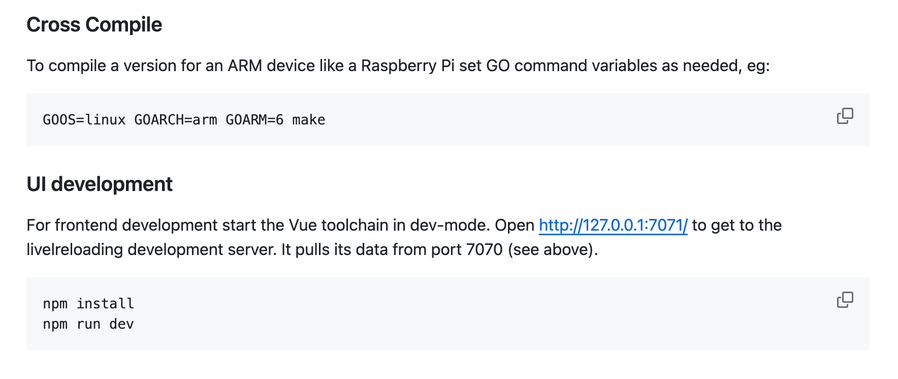 Cross Compile
To compile a version for an ARM device like a Raspberry Pi set GO command variables as needed, eg:
GOOS=linux GOARCH=arm GOARM=6 make
UI development
For frontend development start the Vue toolchain in dev-mode. Open http://127.0.0.1:7071/ to get to the
livelreloading development server. It pulls its data from port 7070 (see above).
npm install
npm run dev